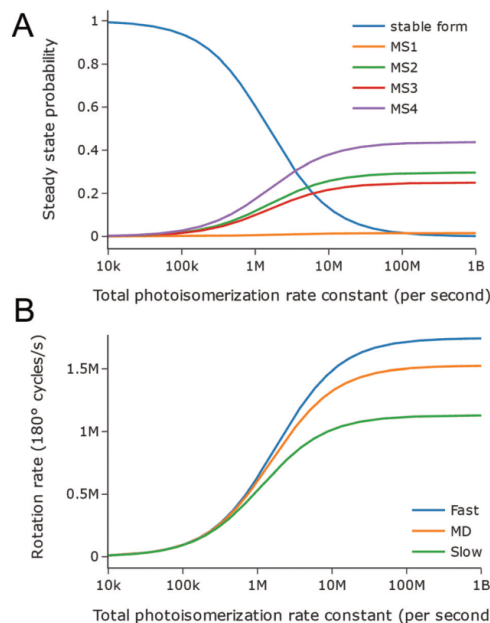 A
Steady state probability
1
0.8
0.6
0.4
0.2
0
stable form
MS1
MS2
MS3
MS4
10k
100k
1M
10M
100M
1B
Total photoisomerization rate constant (per second)
B
Rotation rate (180° cycles/s)
1.5M
1M
0.5M
0
Fast
MD
Slow
10k
100k
1M
10M
100M
1B
Total photoisomerization rate constant (per second